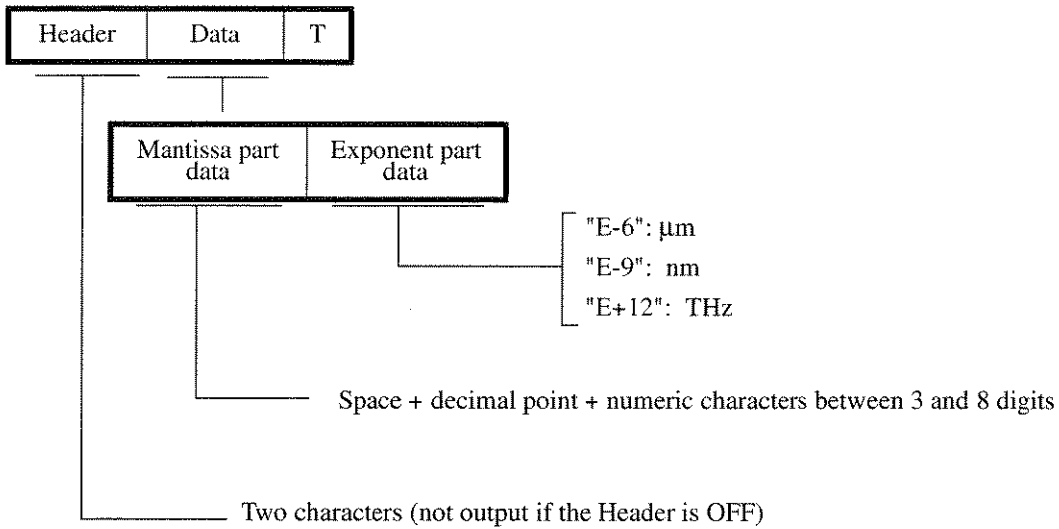 Header Data T
Mantissa part data
Exponent part data
"E-6": µm
"E-9": nm
"E+12": THz
Space + decimal point + numeric characters between 3 and 8 digits
Two characters (not output if the Header is OFF)